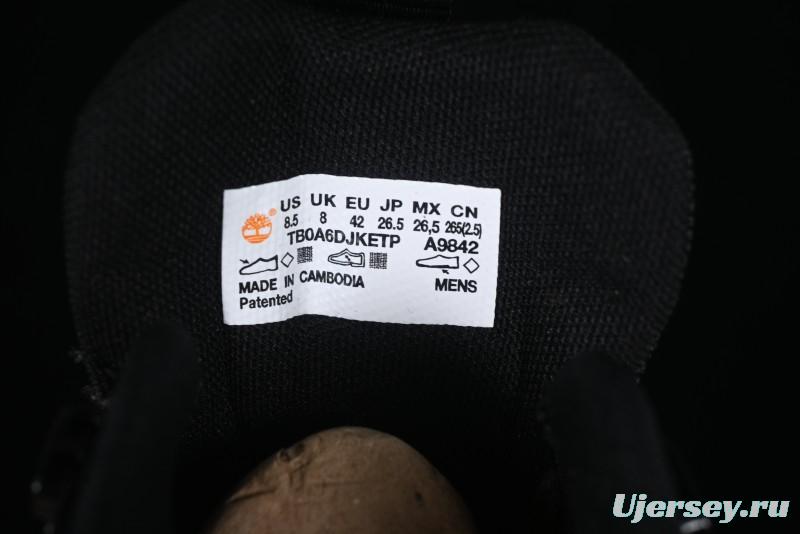 US UK EU JP MX CN
8.5 8 42 26.5 26,5 265(2.5)
TB0A6DJKETP A9842
MADE IN CAMBODIA MENS
Patented
Ujersey.ru